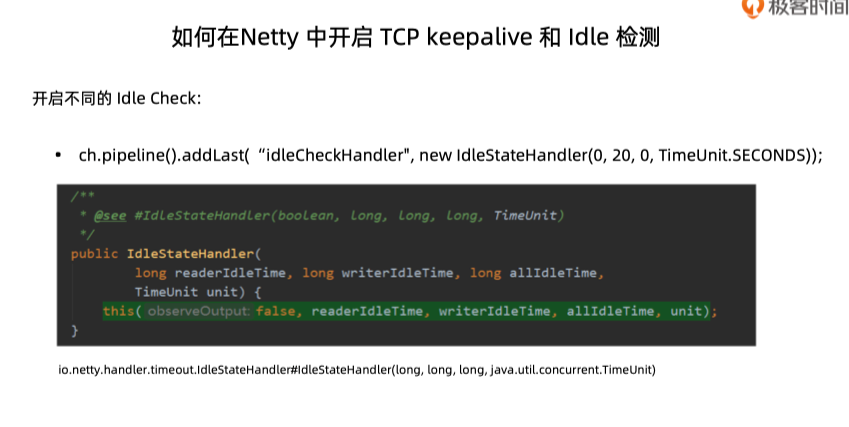 极客时间
如何在Netty 中开启 TCP keepalive 和 Idle 检测
开启不同的 Idle Check:
• ch.pipeline().addLast( “idleCheckHandler", new IdleStateHandler(0, 20, 0, TimeUnit.SECONDS));
/**
* @see #IdleStateHandler(boolean, long, long, long, TimeUnit)
*/
public IdleStateHandler(
long readerIdleTime, long writerIdleTime, long allIdleTime,
TimeUnit unit) {
this( observeOutput: false, readerIdleTime, writerIdleTime, allIdleTime, unit);
}
io.netty.handler.timeout.IdleStateHandler#IdleStateHandler(long, long, long, java.util.concurrent.TimeUnit)